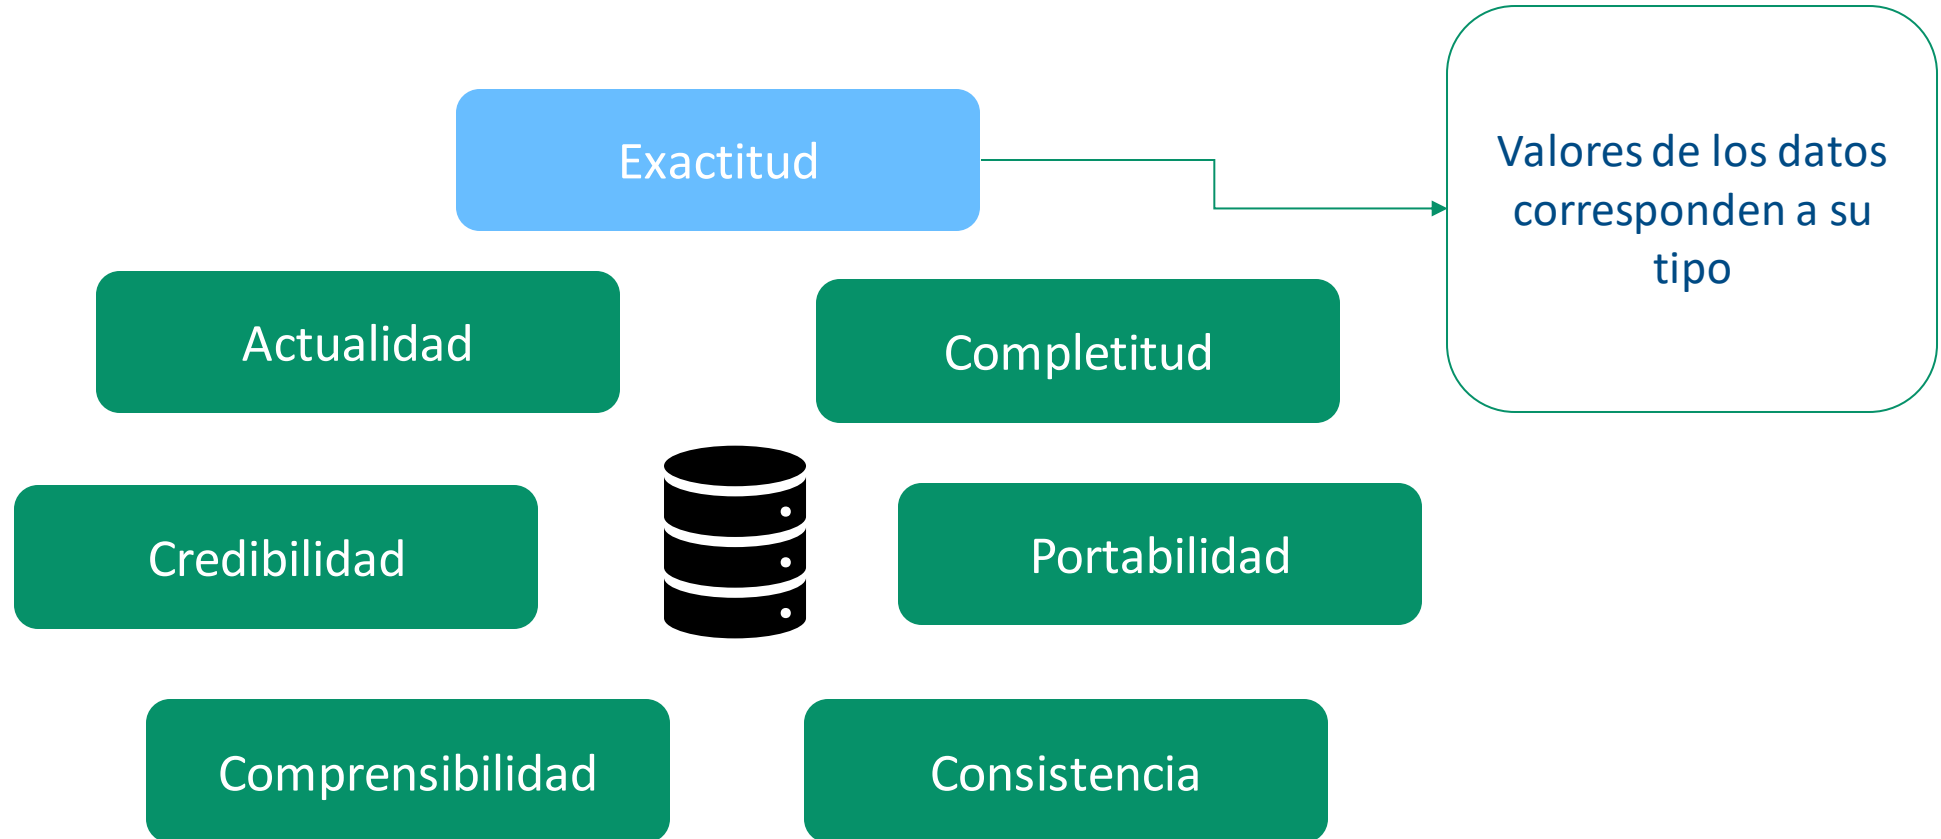 Exactitud
Valores de los datos
corresponden a su
tipo
Actualidad
Completitud
Credibilidad
Portabilidad
Comprensibilidad
Consistencia